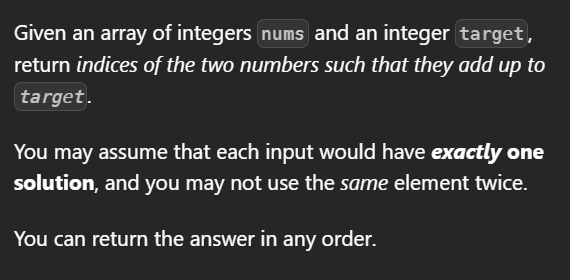 Given an array of integers nums and an integer target,
return indices of the two numbers such that they add up to
target.
You may assume that each input would have exactly one
solution, and you may not use the same element twice.
You can return the answer in any order.